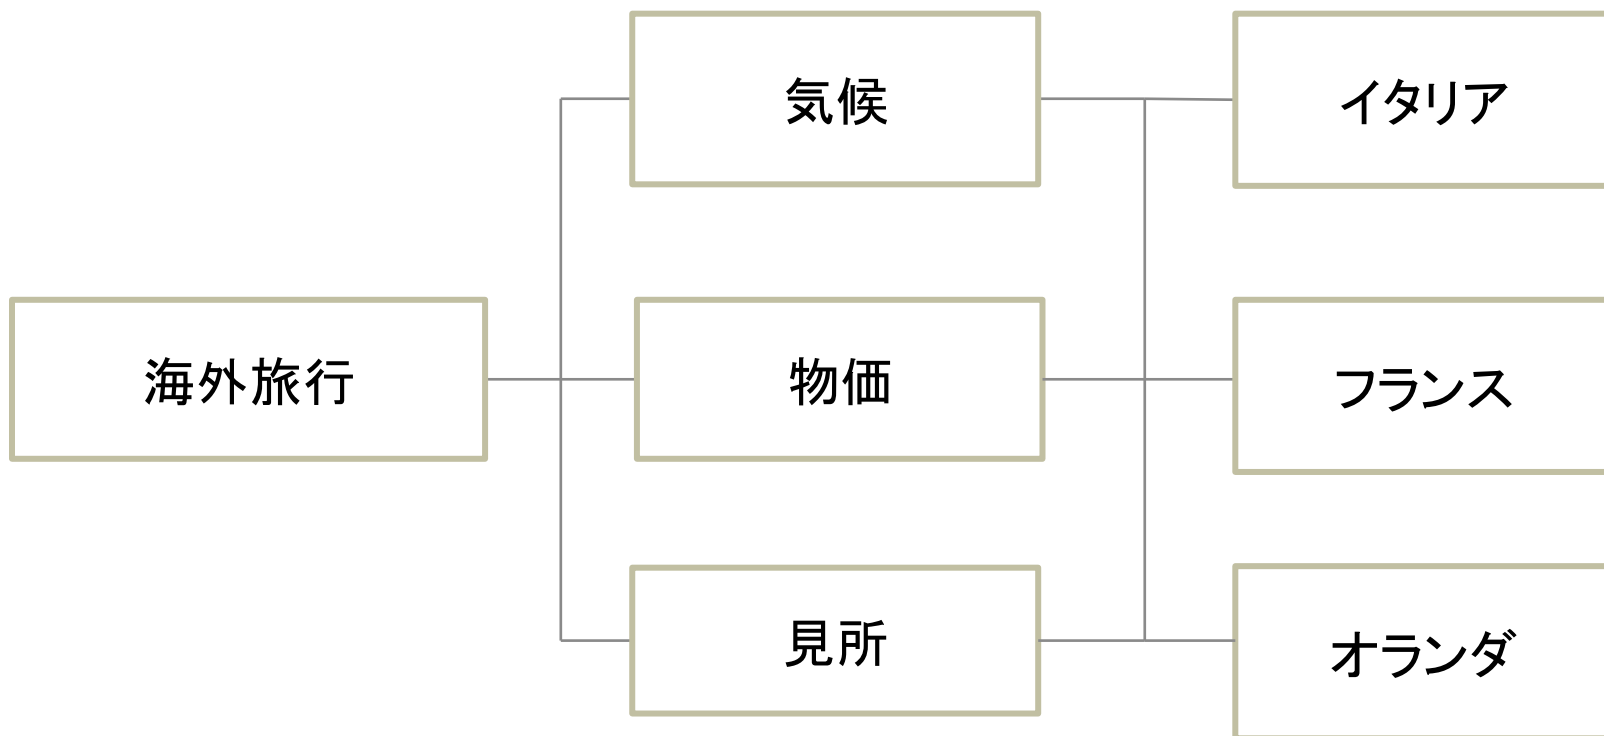 海外旅行
気候
物価
見所
イタリア
フランス
オランダ